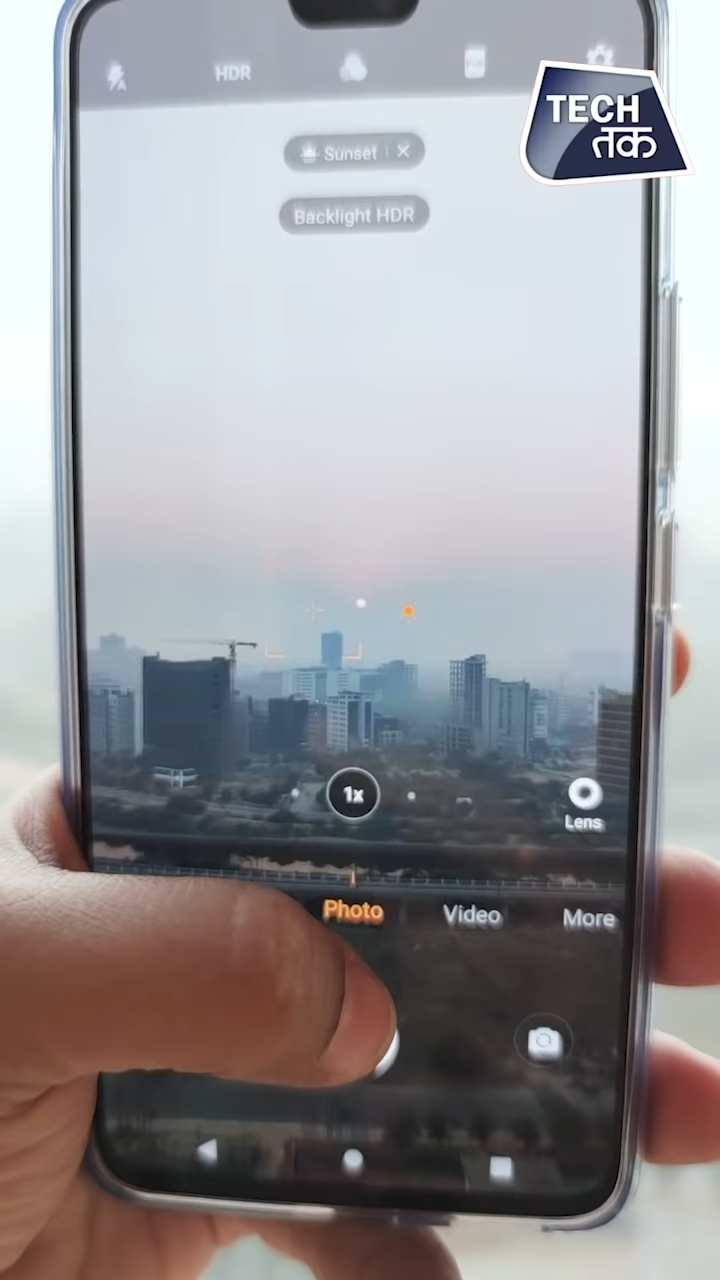 HDR
TECH
तक
Sunset
Backlight HDR
1x
Lens
Photo
Video
More